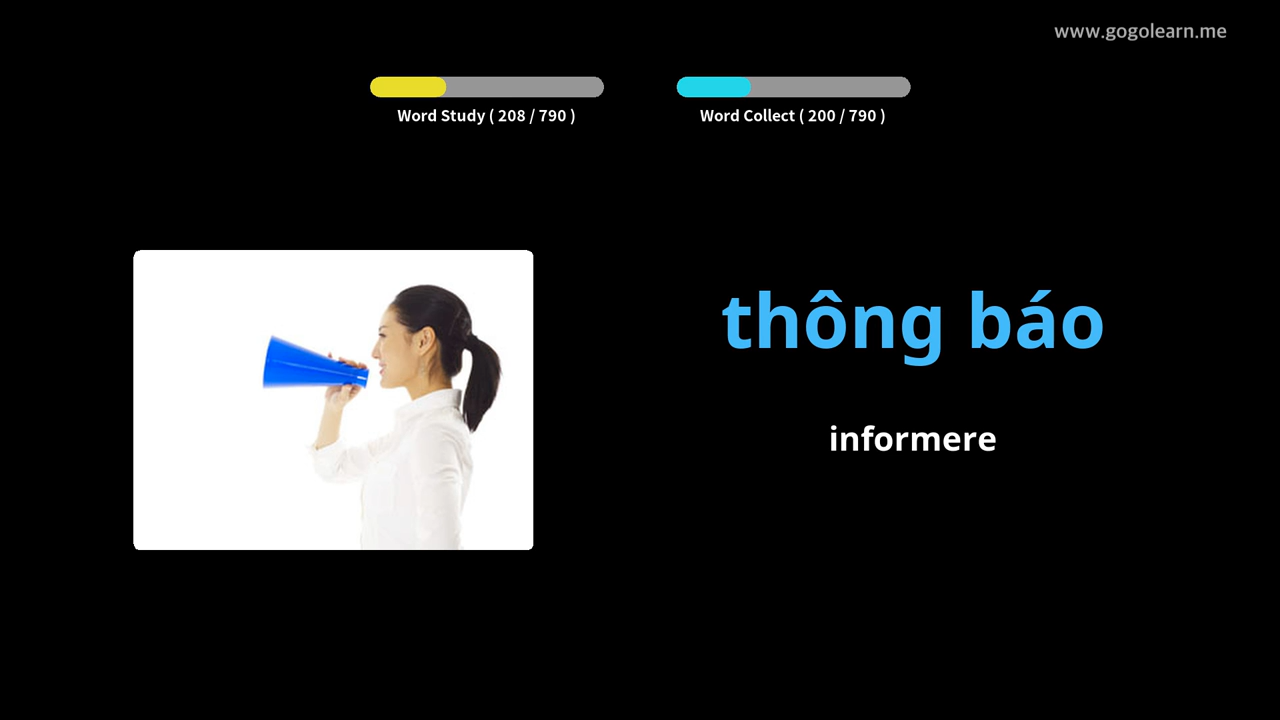 www.gogolearn.me
Word Study ( 208 / 790 )
Word Collect ( 200 / 790 )
thông báo
informere